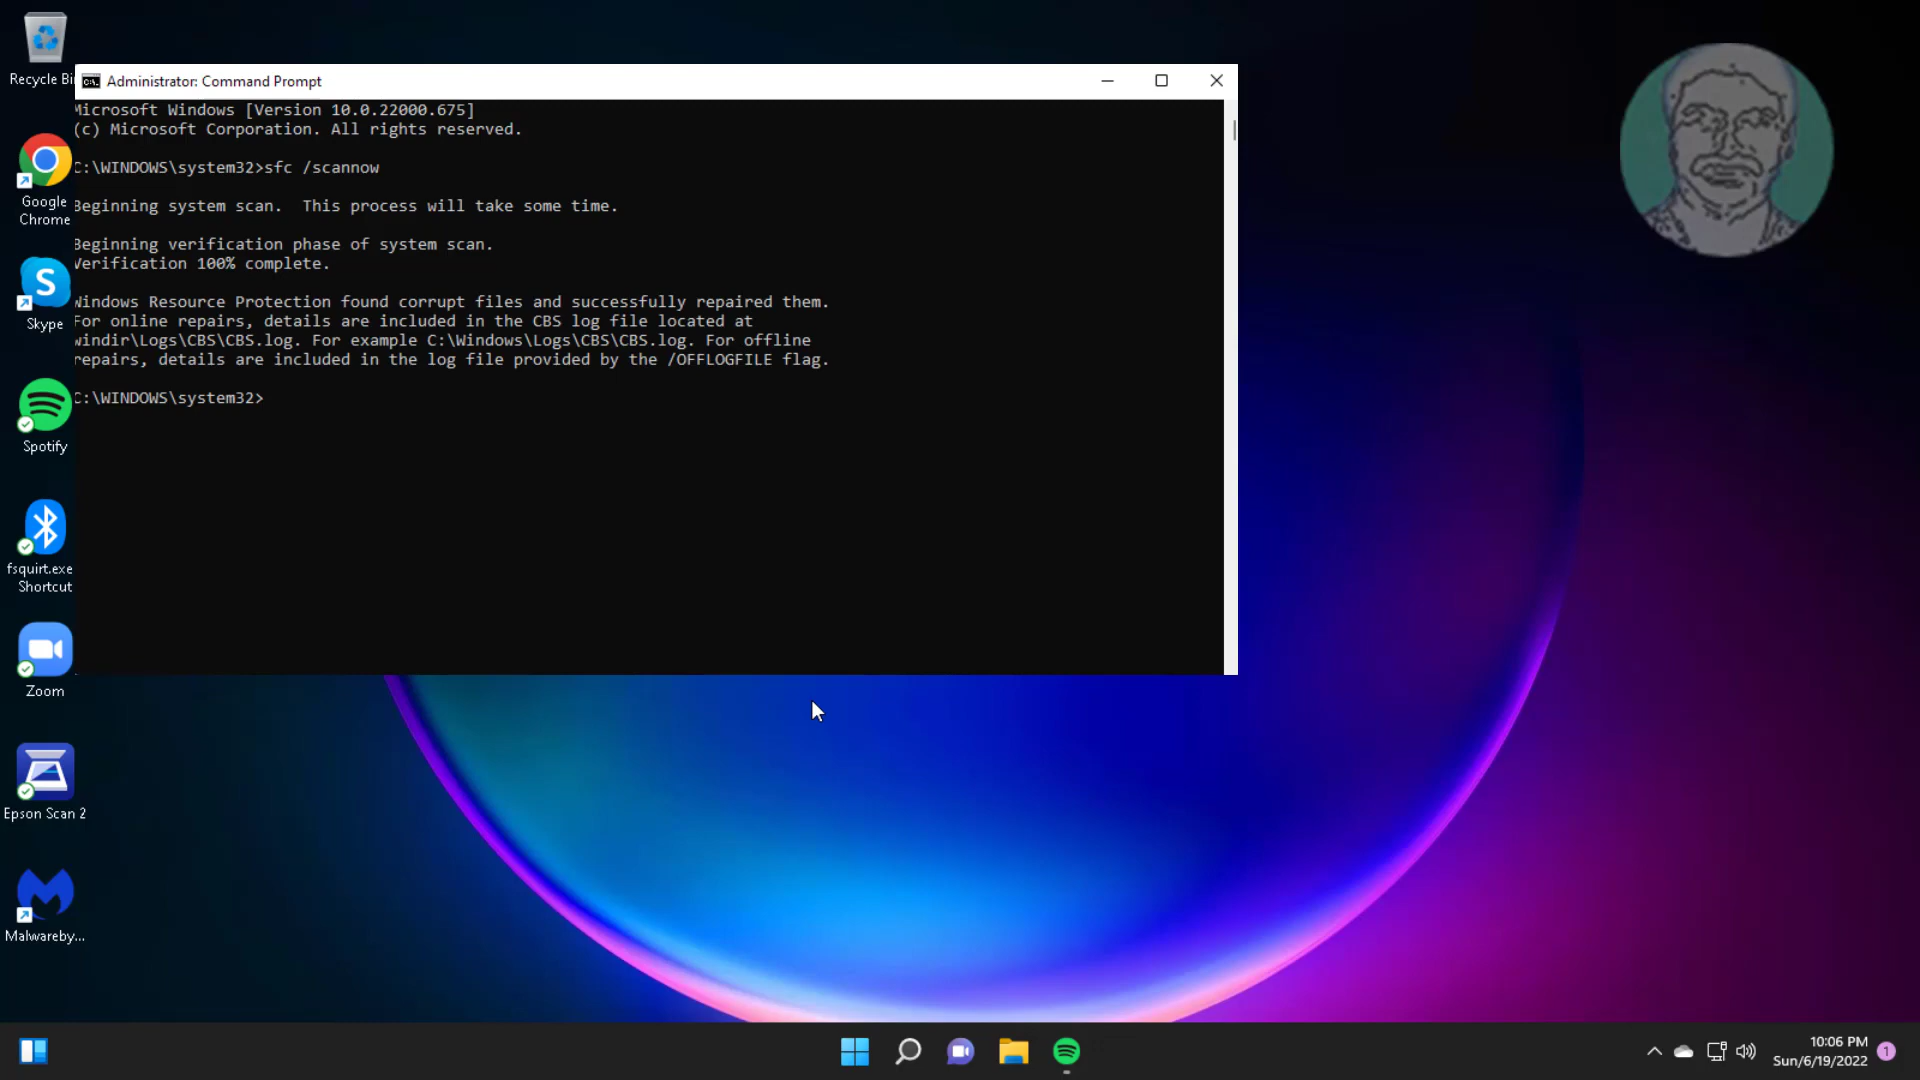 Recycle Bi
Google
Chrome
Skype
Spotify
fsquirt.exe
Shortcut
Zoom
Epson Scan 2
Malwareby...
Administrator: Command Prompt
Microsoft Windows [Version 10.0.22000.675]
(c) Microsoft Corporation. All rights reserved.
C:\WINDOWS\system32>sfc /scannow
Beginning system scan.  This process will take some time.
Beginning verification phase of system scan.
Verification 100% complete.
Windows Resource Protection found corrupt files and successfully repaired them.
For online repairs, details are included in the CBS log file located at
windir\Logs\CBS\CBS.log. For example C:\Windows\Logs\CBS\CBS.log. For offline
repairs, details are included in the log file provided by the /OFFLOGFILE flag.
C:\WINDOWS\system32>
10:06 PM
Sun/6/19/2022
1